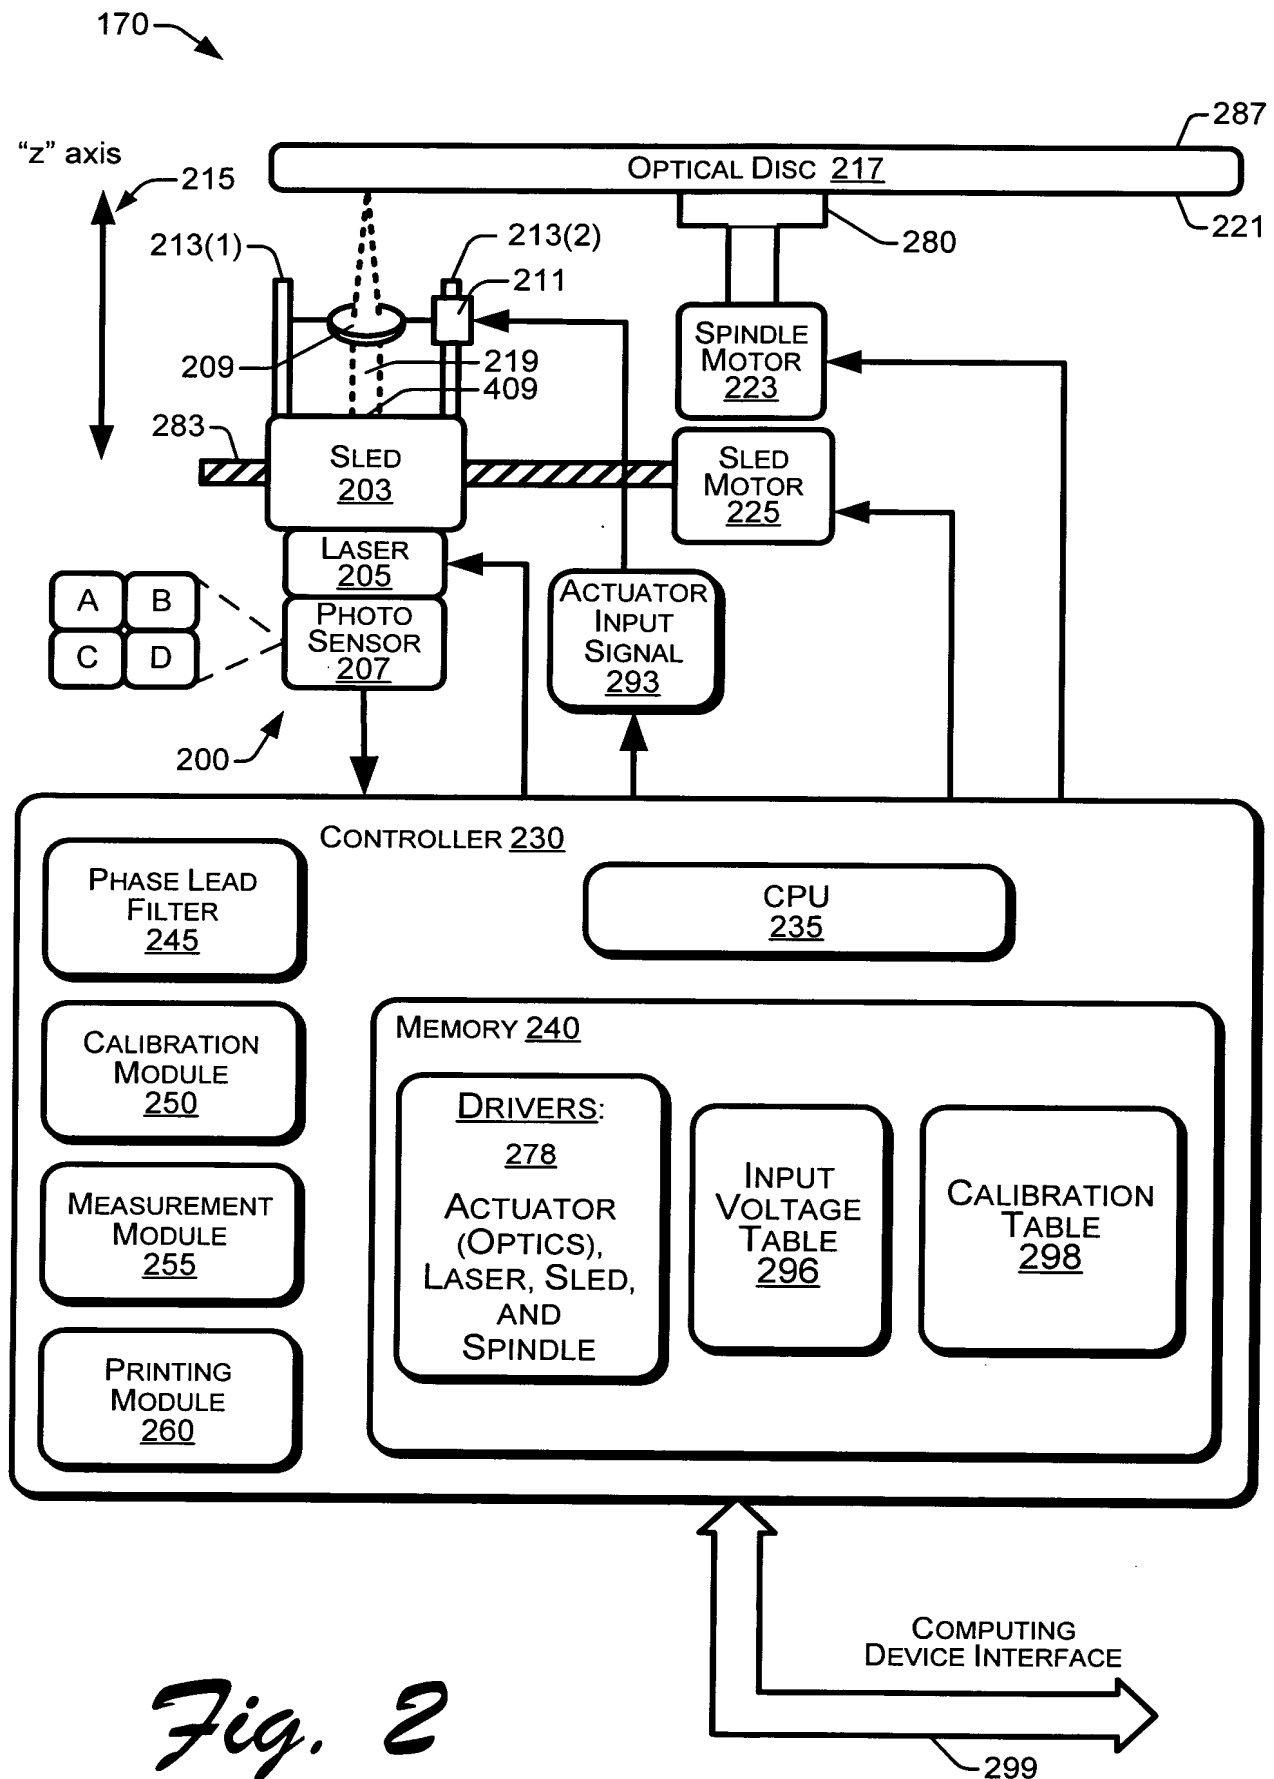 170
287
"z" axis
OPTICAL DISC 217
215
221
213(1)
213(2)
280
211
SPINDLE
MOTOR
223
209
219
409
283
SLED
203
SLED
MOTOR
225
LASER
205
ACTUATOR
INPUT
SIGNAL
293
A B
C D
PHOTO
SENSOR
207
200
CONTROLLER 230
PHASE LEAD
FILTER
245
CPU
235
CALIBRATION
MODULE
250
MEMORY 240
DRIVERS:
278
ACTUATOR
(OPTICS),
LASER, SLED,
AND
SPINDLE
INPUT
VOLTAGE
TABLE
296
CALIBRATION
TABLE
298
MEASUREMENT
MODULE
255
PRINTING
MODULE
260
COMPUTING
DEVICE INTERFACE
299
Fig. 2